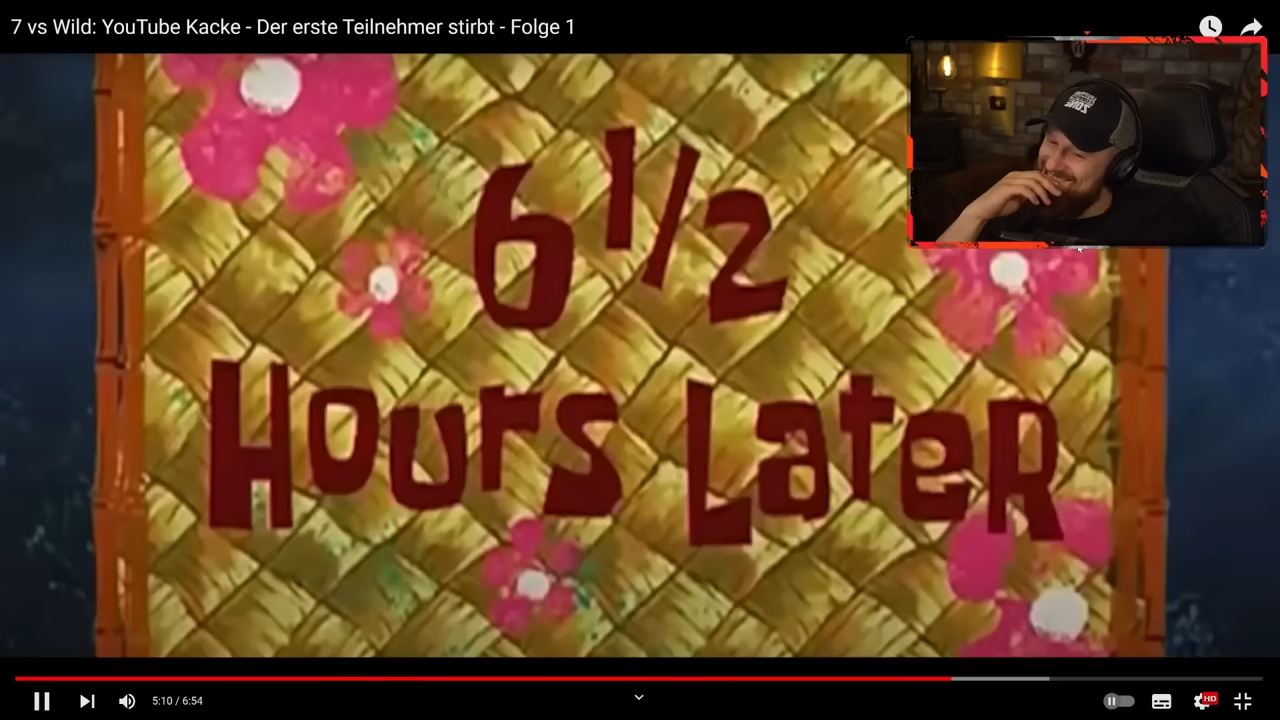 7 vs Wild: YouTube Kacke - Der erste Teilnehmer stirbt - Folge 1
6 1/2
Hours Later
5:10 / 6:54
HD